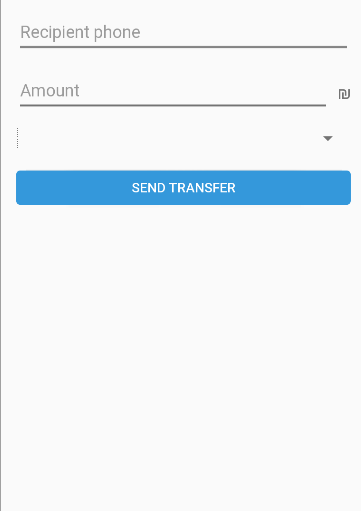 Recipient phone
Amount
₪
SEND TRANSFER